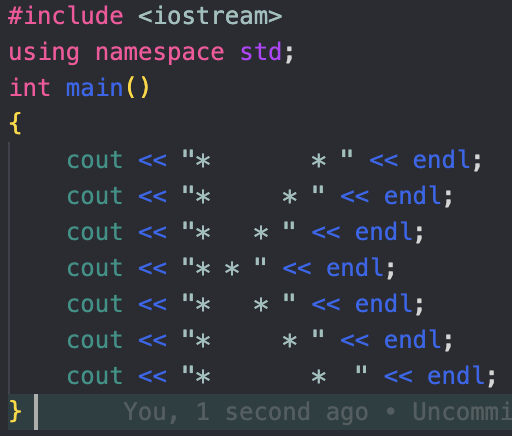 #include <iostream>
using namespace std;
int main()
{
    cout << "*       * " << endl;
    cout << "*     * " << endl;
    cout << "*   * " << endl;
    cout << "* * " << endl;
    cout << "*   * " << endl;
    cout << "*     * " << endl;
    cout << "*       *  " << endl;
}      You, 1 second ago • Uncommi